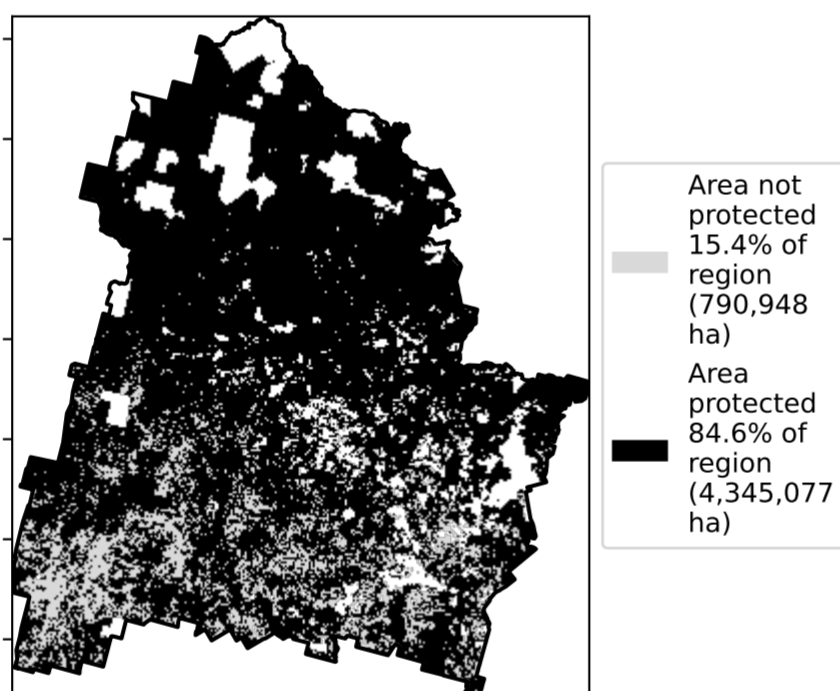 Area not
protected
15.4% of
region
(790,948
ha)
Area
protected
84.6% of
region
(4,345,077
ha)